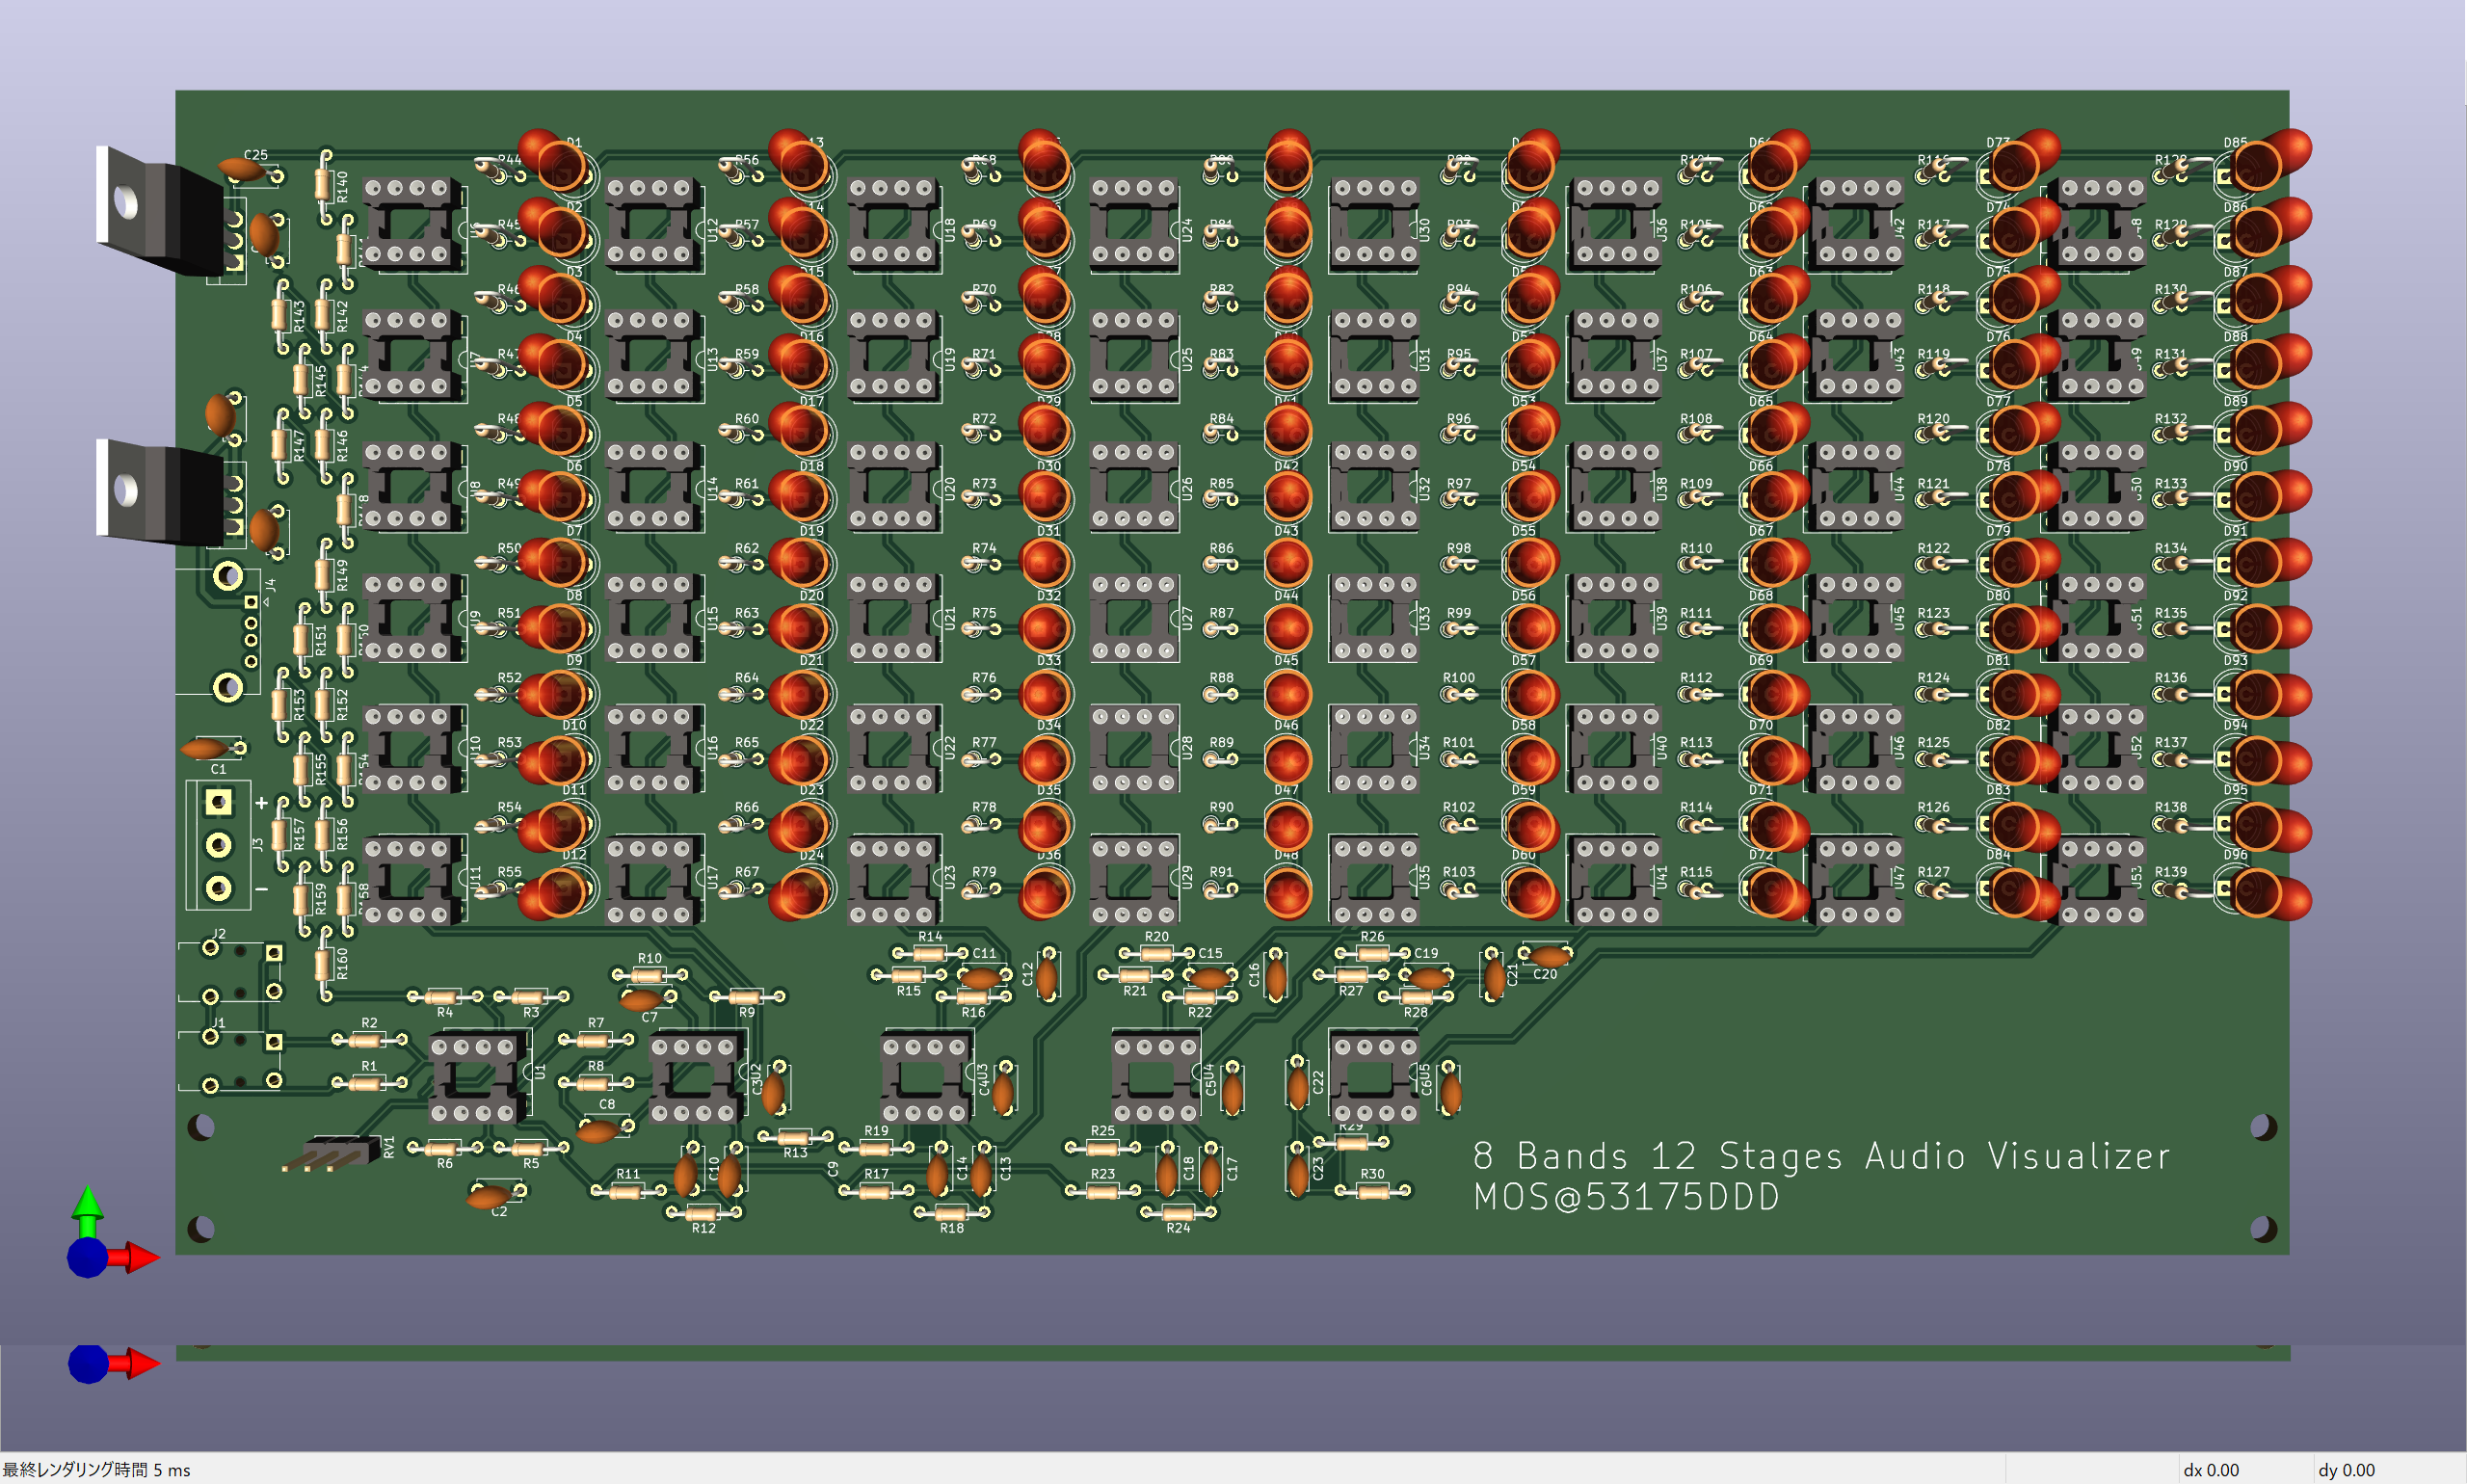 C25 R140 R44 D1 R56 R68 R92 D73 R128 D85
R45 D2 U12 R57 U18 R69 U24 R81 U30 R93 R105 U42 R117 D74 R129 D86
R143 R142 R46 D3 R58 D15 R70 R82 R94 R106 D63 R118 D75 R130 D87
R145 R47 D4 U13 R59 D16 U19 R71 U25 R83 U31 R95 U37 R107 D64 U43 R119 D76 R131 D88
R147 R146 R48 D5 R60 D17 R72 D29 R84 R96 D53 R108 D65 R120 D77 R132 D89
U8 R49 D6 U14 R61 D18 U20 R73 D30 U26 R85 D42 U32 R97 D54 U38 R109 D66 U44 R121 D78 R133 D90
J4 R149 R50 D7 R62 D19 R74 D31 R86 D43 R98 D55 R110 D67 R122 D79 R134 D91
R151 U9 R51 D8 U15 R63 D20 U21 R75 D32 U27 R87 D44 U33 R99 D56 U39 R111 D68 U45 R123 D80 R135 D92
R153 R152 R52 D9 R64 D21 R76 D33 R88 D45 R100 D57 R112 D69 R124 D81 R136 D93
C1 R155 U10 R53 D10 U16 R65 D22 U22 R77 D34 U28 R89 D46 U34 R101 D58 U40 R113 D70 U46 R125 D82 U52 R137 D94
+ J3 R157 R156 R54 D11 R66 D23 R78 D35 R90 D47 R102 D59 R114 D71 R126 D83 R138 D95
− R159 U11 R55 D12 U17 R67 D24 U23 R79 D36 U29 R91 D48 U35 R103 D60 U41 R115 D72 U47 R127 D84 R139 D96
J2 R160 R10 R14 C11 C12 R20 C15 C16 R26 C19 C21 C20
R4 R3 C7 R9 R15 R16 R21 R22 R27 R28
J1 R2 R7 R1 U1 R8 C3 U2 C4 U3 C5 U4 C22 C6 U5
RV1 R6 R5 C8 R13 R19 R25 R29
C2 R11 C10 C9 R17 C14 C13 R23 C18 C17 C23 R30
R12 R18 R24
8 Bands 12 Stages Audio Visualizer
MOS@53175DDD
最終レンダリング時間 5 ms dx 0.00 dy 0.00